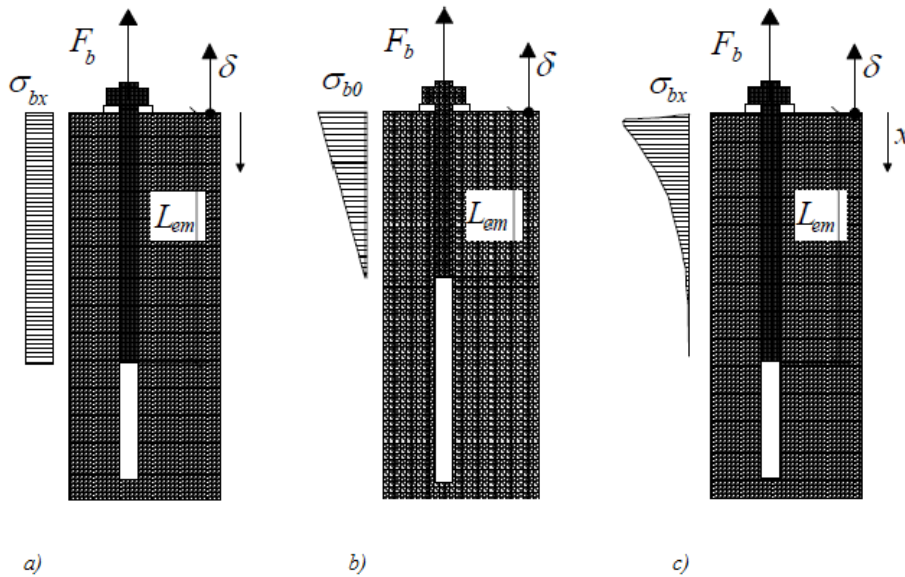 F_b δ F_b δ F_b δ
σ_bx σ_b0 σ_bx
x
L_em L_em L_em
a) b) c)